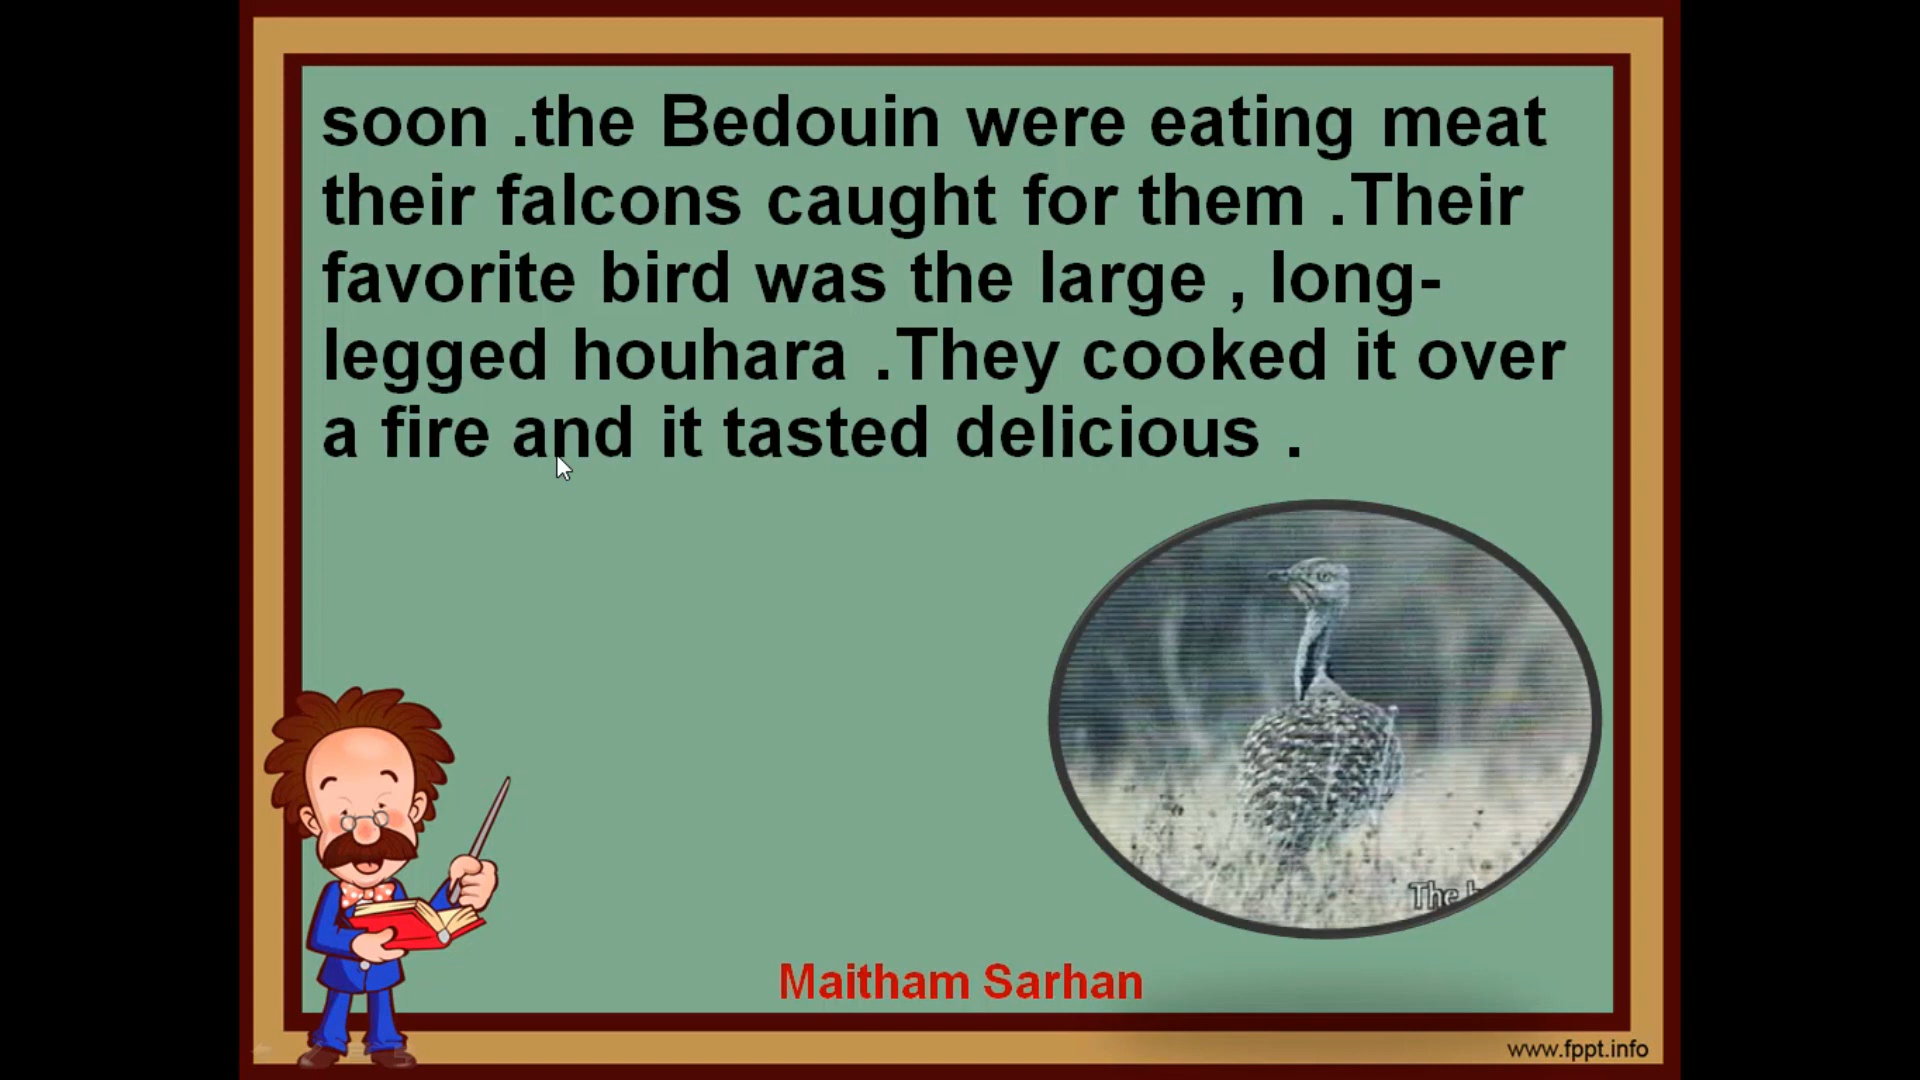 soon .the Bedouin were eating meat
their falcons caught for them .Their
favorite bird was the large , long-
legged houhara .They cooked it over
a fire and it tasted delicious .
The
Maitham Sarhan
www.fppt.info